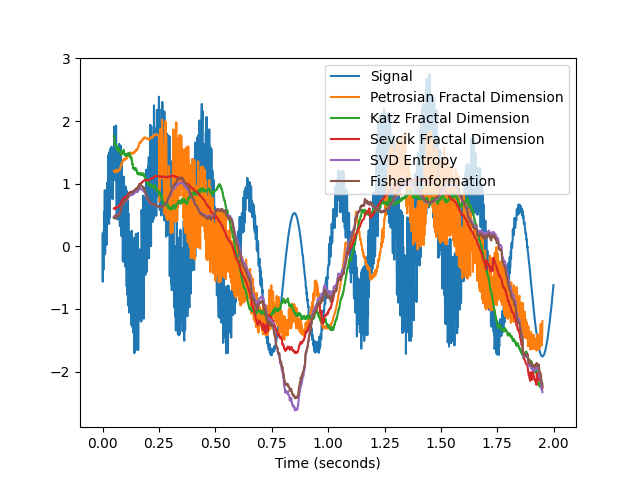 3
2
1
0
−1
−2
Signal
Petrosian Fractal Dimension
Katz Fractal Dimension
Sevcik Fractal Dimension
SVD Entropy
Fisher Information
0.00 0.25 0.50 0.75 1.00 1.25 1.50 1.75 2.00
Time (seconds)